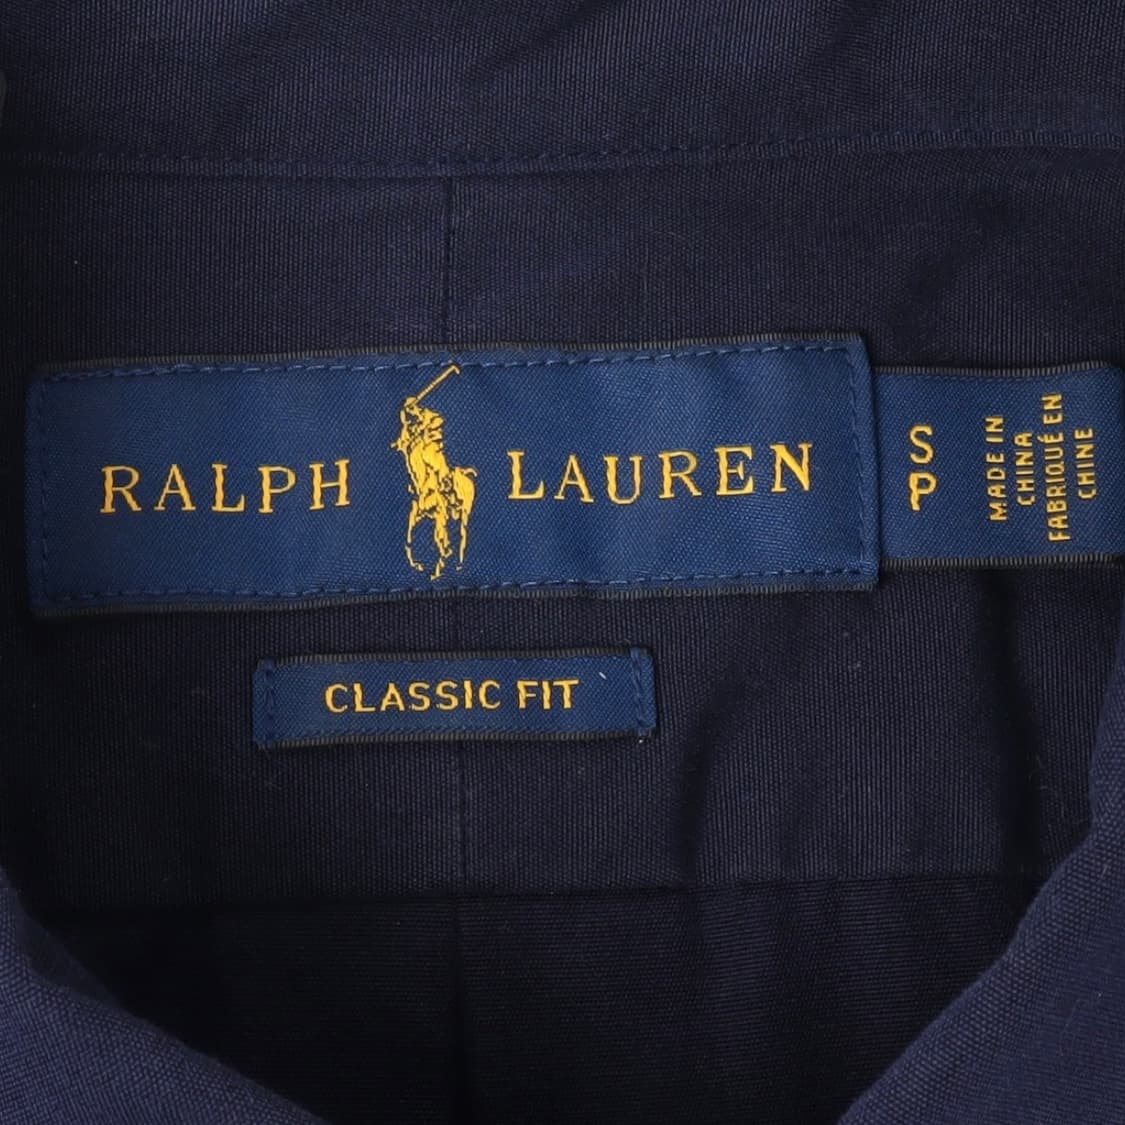 RALPH LAUREN
S
P
MADE IN
CHINA
FABRIQUÉ EN
CHINE
CLASSIC FIT